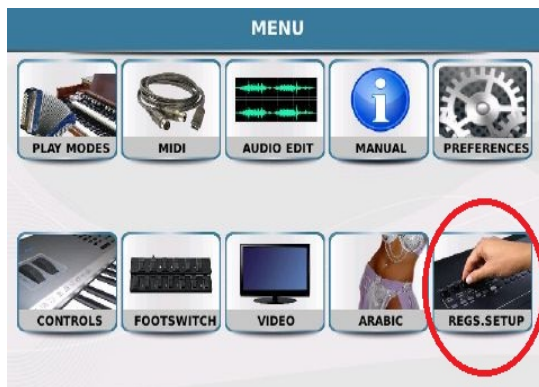 MENU
PLAY MODES
MIDI
AUDIO EDIT
MANUAL
PREFERENCES
CONTROLS
FOOTSWITCH
VIDEO
ARABIC
REGS.SETUP